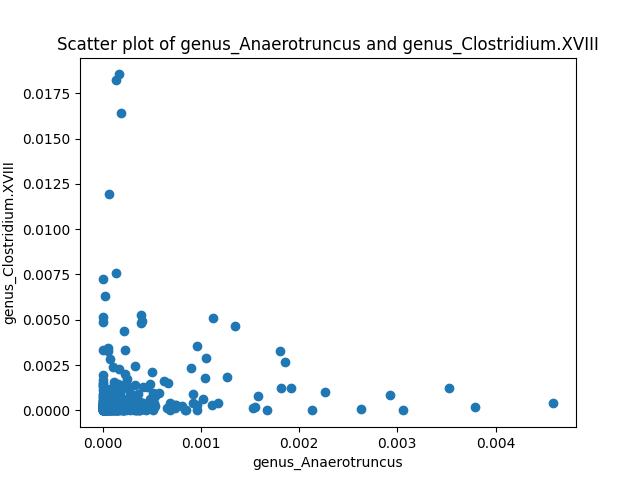 Scatter plot of genus_Anaerotruncus and genus_Clostridium.XVIII
genus_Clostridium.XVIII
0.0175
0.0150
0.0125
0.0100
0.0075
0.0050
0.0025
0.0000
0.000 0.001 0.002 0.003 0.004
genus_Anaerotruncus